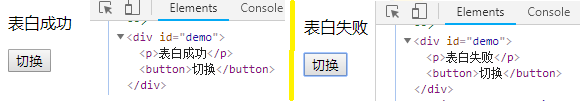 表白成功
切换
Elements Console
<div id="demo">
<p>表白成功</p>
<button>切换</button>
</div>
表白失败
切换
Elements Console
<div id="demo">
<p>表白失败</p>
<button>切换</button>
</div>